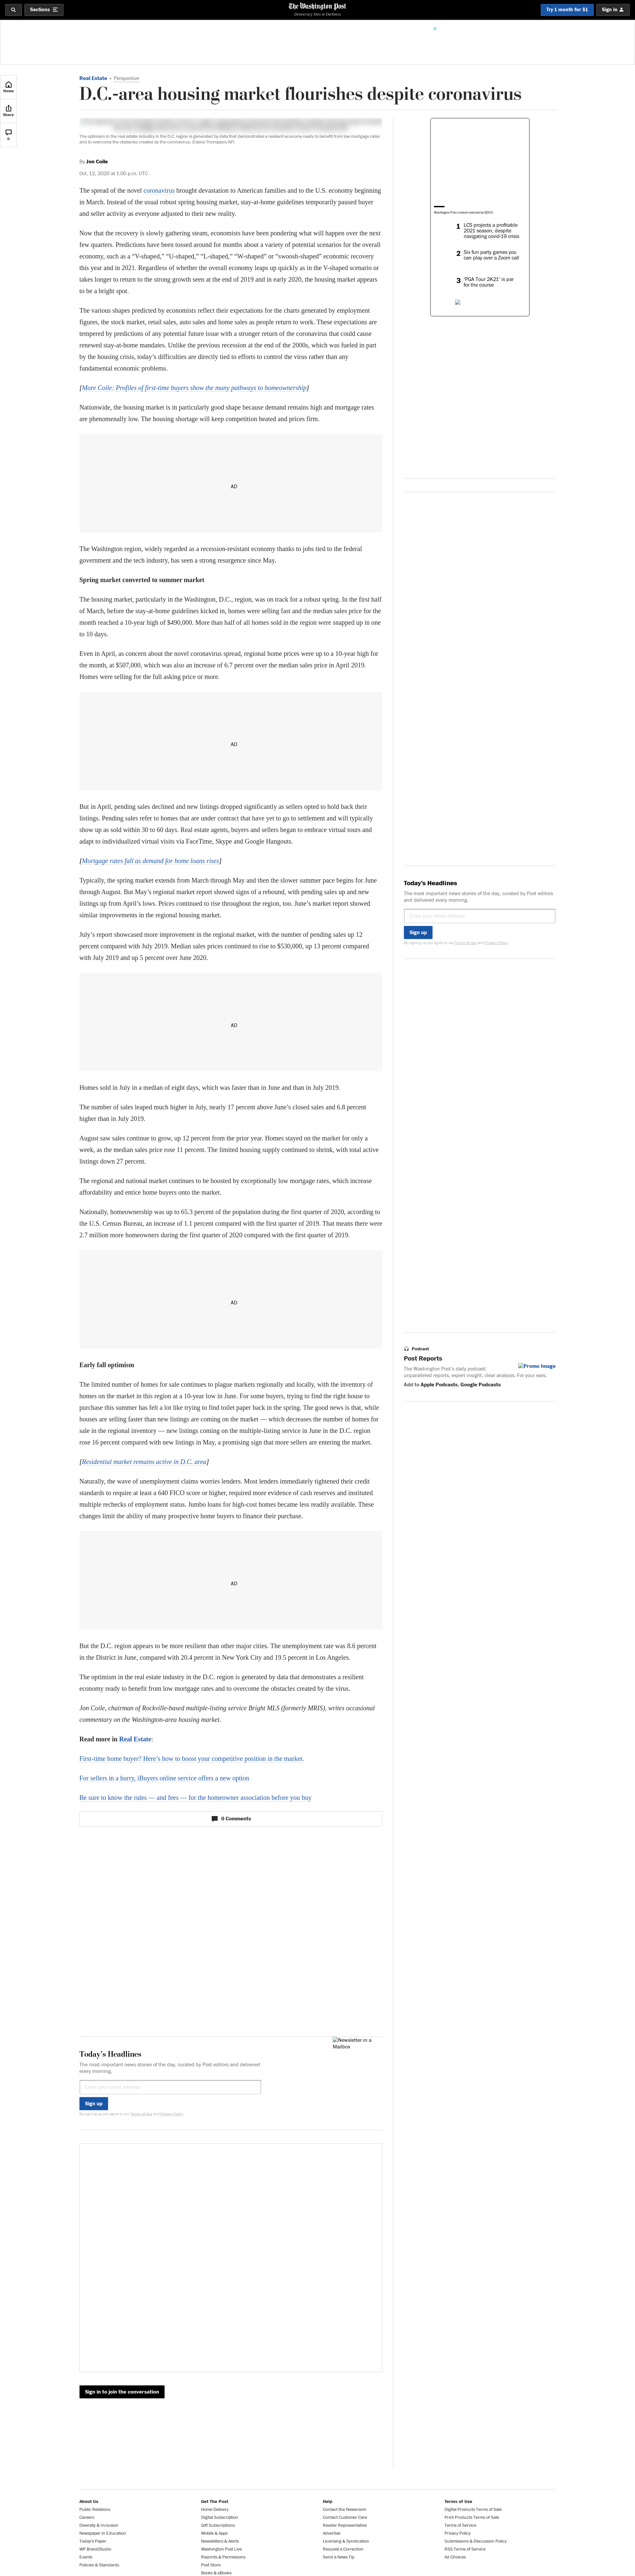 Sections
The Washington Post
Democracy Dies in Darkness
Try 1 month for $1
Sign in
Home
Share
0
Real Estate • Perspective
D.C.-area housing market flourishes despite coronavirus
The optimism in the real estate industry in the D.C. region is generated by data that demonstrates a resilient economy ready to benefit from low mortgage rates
and to overcome the obstacles created by the coronavirus. (Elaine Thompson/AP)
By Jon Coile
Oct. 12, 2020 at 1:00 p.m. UTC
The spread of the novel coronavirus brought devastation to American families and to the U.S. economy beginning
in March. Instead of the usual robust spring housing market, stay-at-home guidelines temporarily paused buyer
and seller activity as everyone adjusted to their new reality.
Now that the recovery is slowly gathering steam, economists have been pondering how the wider impact will unfold over the next
two years. Predictions have been focused around for months about a variety of potential scenarios for the overall
economy, such as a “V-shaped,” “U-shaped,” “L-shaped,” “W-shaped” or “swoosh-shaped” economic recovery
this year and in 2021. Regardless of whether the overall economy leaps up quickly as in the V-shaped scenario or
takes longer to return to the strong growth seen at the end of 2019 and in early 2020, the housing market appears
to be a bright spot.
The various shapes predicted by economists reflect their expectations for the charts generated by employment
figures, the stock market, retail sales, auto sales and home sales as people return to work. These expectations are
tempered by predictions of any potential future issue with a stronger return of the coronavirus that could cause
renewed stay-at-home mandates. Unlike the previous recession at the end of the 2000s, which was fueled in part
by the housing crisis, today’s difficulties are directly tied to efforts to control the virus rather than any
fundamental economic problems.
[More Coile: Profiles of first-time buyers show the many pathways to homeownership]
Nationwide, the housing market is in particularly good shape because demand remains high and mortgage rates
are phenomenally low. The housing shortage will keep competition heated and prices firm.
AD
The Washington region, widely regarded as a recession-resistant economy thanks to jobs tied to the federal
government and the tech industry, has seen a strong resurgence since May.
Spring market converted to summer market
The housing market, particularly in the Washington, D.C., region, was on track for a robust spring. In the first half
of March, before the stay-at-home guidelines kicked in, homes were selling fast and the median sales price for the
month reached a 10-year high of $490,000. More than half of all homes sold in the region were snapped up in one
to 10 days.
Even in April, as concern about the novel coronavirus spread, regional home prices were up to a 10-year high for
the month, at $507,000, which was also an increase of 6.7 percent over the median sales price in April 2019.
Homes were selling for the full asking price or more.
AD
But in April, pending sales declined and new listings dropped significantly as sellers opted to hold back their
listings. Pending sales refer to homes that are under contract that have yet to go to settlement and will typically
show up as sold within 30 to 60 days. Real estate agents, buyers and sellers began to embrace virtual tours and
adapt to individualized virtual visits via FaceTime, Skype and Google Hangouts.
[Mortgage rates fall as demand for home loans rises]
Typically, the spring market extends from March through May and then the slower summer pace begins for June
through August. But May’s regional market report showed signs of a rebound, with pending sales up and new
listings up from April’s lows. Prices continued to rise throughout the region, too. June’s market report showed
similar improvements in the regional housing market.
July’s report showcased more improvement in the regional market, with the number of pending sales up 12
percent compared with July 2019. Median sales prices continued to rise to $530,000, up 13 percent compared
with July 2019 and up 5 percent over June 2020.
AD
Homes sold in July in a median of eight days, which was faster than in June and than in July 2019.
The number of sales leaped much higher in July, nearly 17 percent above June’s closed sales and 6.8 percent
higher than in July 2019.
August saw sales continue to grow, up 12 percent from the prior year. Homes stayed on the market for only a
week, as the median sales price rose 11 percent. The limited housing supply continued to shrink, with total active
listings down 27 percent.
The regional and national market continues to be boosted by exceptionally low mortgage rates, which increase
affordability and entice home buyers onto the market.
Nationally, homeownership was up to 65.3 percent of the population during the first quarter of 2020, according to
the U.S. Census Bureau, an increase of 1.1 percent compared with the first quarter of 2019. That means there were
2.7 million more homeowners during the first quarter of 2020 compared with the first quarter of 2019.
AD
Early fall optimism
The limited number of homes for sale continues to plague markets regionally and locally, with the inventory of
homes on the market in this region at a 10-year low in June. For some buyers, trying to find the right house to
purchase this summer has felt a lot like trying to find toilet paper back in the spring. The good news is that, while
houses are selling faster than new listings are coming on the market — which decreases the number of homes for
sale in the regional inventory — new listings coming on the multiple-listing service in June in the D.C. region
rose 16 percent compared with new listings in May, a promising sign that more sellers are entering the market.
[Residential market remains active in D.C. area]
Naturally, the wave of unemployment claims worries lenders. Most lenders immediately tightened their credit
standards to require at least a 640 FICO score or higher, required more evidence of cash reserves and instituted
multiple rechecks of employment status. Jumbo loans for high-cost homes became less readily available. These
changes limit the ability of many prospective home buyers to finance their purchase.
AD
But the D.C. region appears to be more resilient than other major cities. The unemployment rate was 8.6 percent
in the District in June, compared with 20.4 percent in New York City and 19.5 percent in Los Angeles.
The optimism in the real estate industry in the D.C. region is generated by data that demonstrates a resilient
economy ready to benefit from low mortgage rates and to overcome the obstacles created by the virus.
Jon Coile, chairman of Rockville-based multiple-listing service Bright MLS (formerly MRIS), writes occasional
commentary on the Washington-area housing market.
Read more in Real Estate:
First-time home buyer? Here’s how to boost your competitive position in the market.
For sellers in a hurry, iBuyers online service offers a new option
Be sure to know the rules — and fees — for the homeowner association before you buy
0 Comments
Washington Post content selected by LEXUS
1 LCS projects a profitable
2021 season, despite
navigating covid-19 crisis
2 Six fun party games you
can play over a Zoom call
3 ‘PGA Tour 2K21’ is par
for the course
Today’s Headlines
The most important news stories of the day, curated by Post editors
and delivered every morning.
Enter your email address
Sign up
By signing up you agree to our Terms of Use and Privacy Policy
Podcast
Post Reports
The Washington Post’s daily podcast:
unparalleled reports, expert insight, clear analysis. For your ears.
Add to Apple Podcasts, Google Podcasts
Promo Image
Today’s Headlines
The most important news stories of the day, curated by Post editors and delivered
every morning.
Newsletter in a
Mailbox
Enter your email address
Sign up
By signing up you agree to our Terms of Use and Privacy Policy
Sign in to join the conversation
About Us
Public Relations
Careers
Diversity & Inclusion
Newspaper in Education
Today's Paper
WP BrandStudio
Events
Policies & Standards
Get The Post
Home Delivery
Digital Subscription
Gift Subscriptions
Mobile & Apps
Newsletters & Alerts
Washington Post Live
Reprints & Permissions
Post Store
Books & eBooks
Help
Contact the Newsroom
Contact Customer Care
Reader Representative
Advertise
Licensing & Syndication
Request a Correction
Send a News Tip
Terms of Use
Digital Products Terms of Sale
Print Products Terms of Sale
Terms of Service
Privacy Policy
Submissions & Discussion Policy
RSS Terms of Service
Ad Choices